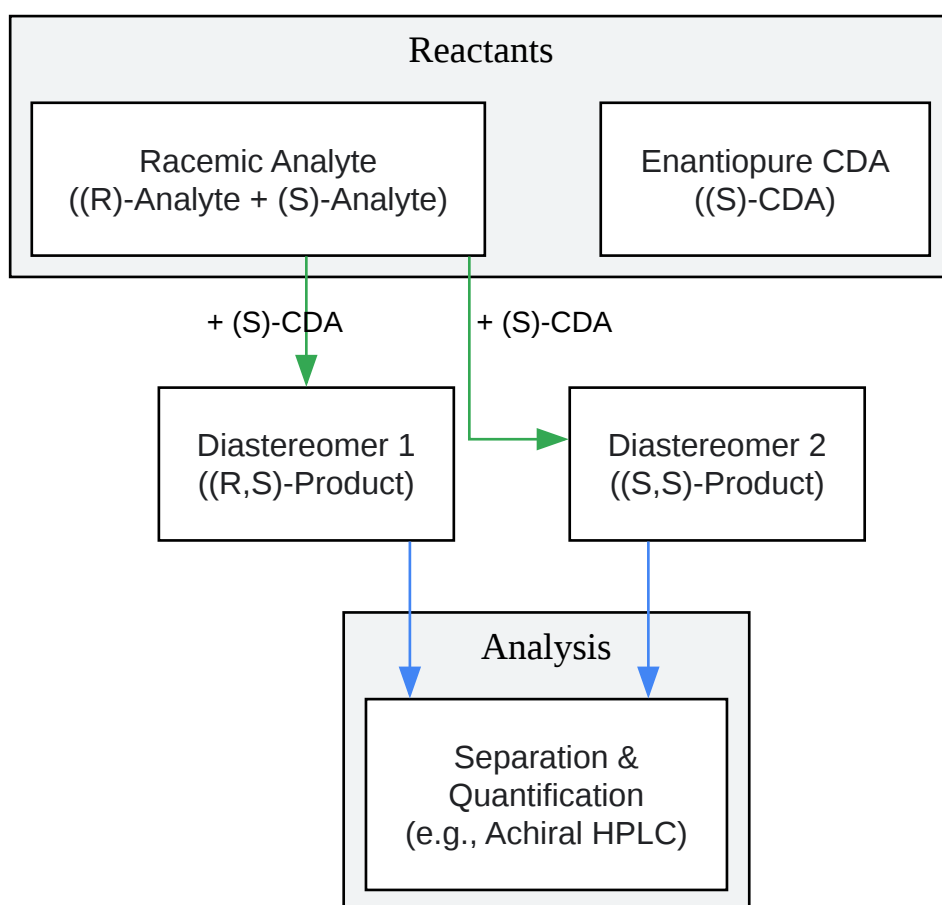 Reactants
Racemic Analyte
((R)-Analyte + (S)-Analyte)
Enantiopure CDA
((S)-CDA)
+ (S)-CDA
+ (S)-CDA
Diastereomer 1
((R,S)-Product)
Diastereomer 2
((S,S)-Product)
Analysis
Separation &
Quantification
(e.g., Achiral HPLC)